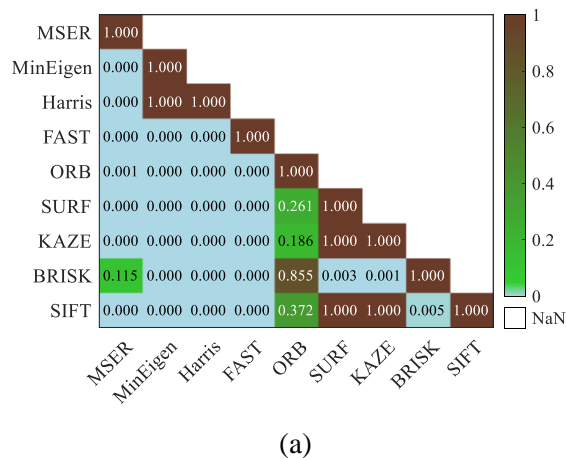 MSER 1.000
MinEigen 0.000 1.000
Harris 0.000 1.000 1.000
FAST 0.000 0.000 0.000 1.000
ORB 0.001 0.000 0.000 0.000 1.000
SURF 0.000 0.000 0.000 0.000 0.261 1.000
KAZE 0.000 0.000 0.000 0.000 0.186 1.000 1.000
BRISK 0.115 0.000 0.000 0.000 0.855 0.003 0.001 1.000
SIFT 0.000 0.000 0.000 0.000 0.372 1.000 1.000 0.005 1.000
MSER MinEigen Harris FAST ORB SURF KAZE BRISK SIFT
1
0.8
0.6
0.4
0.2
0
NaN
(a)